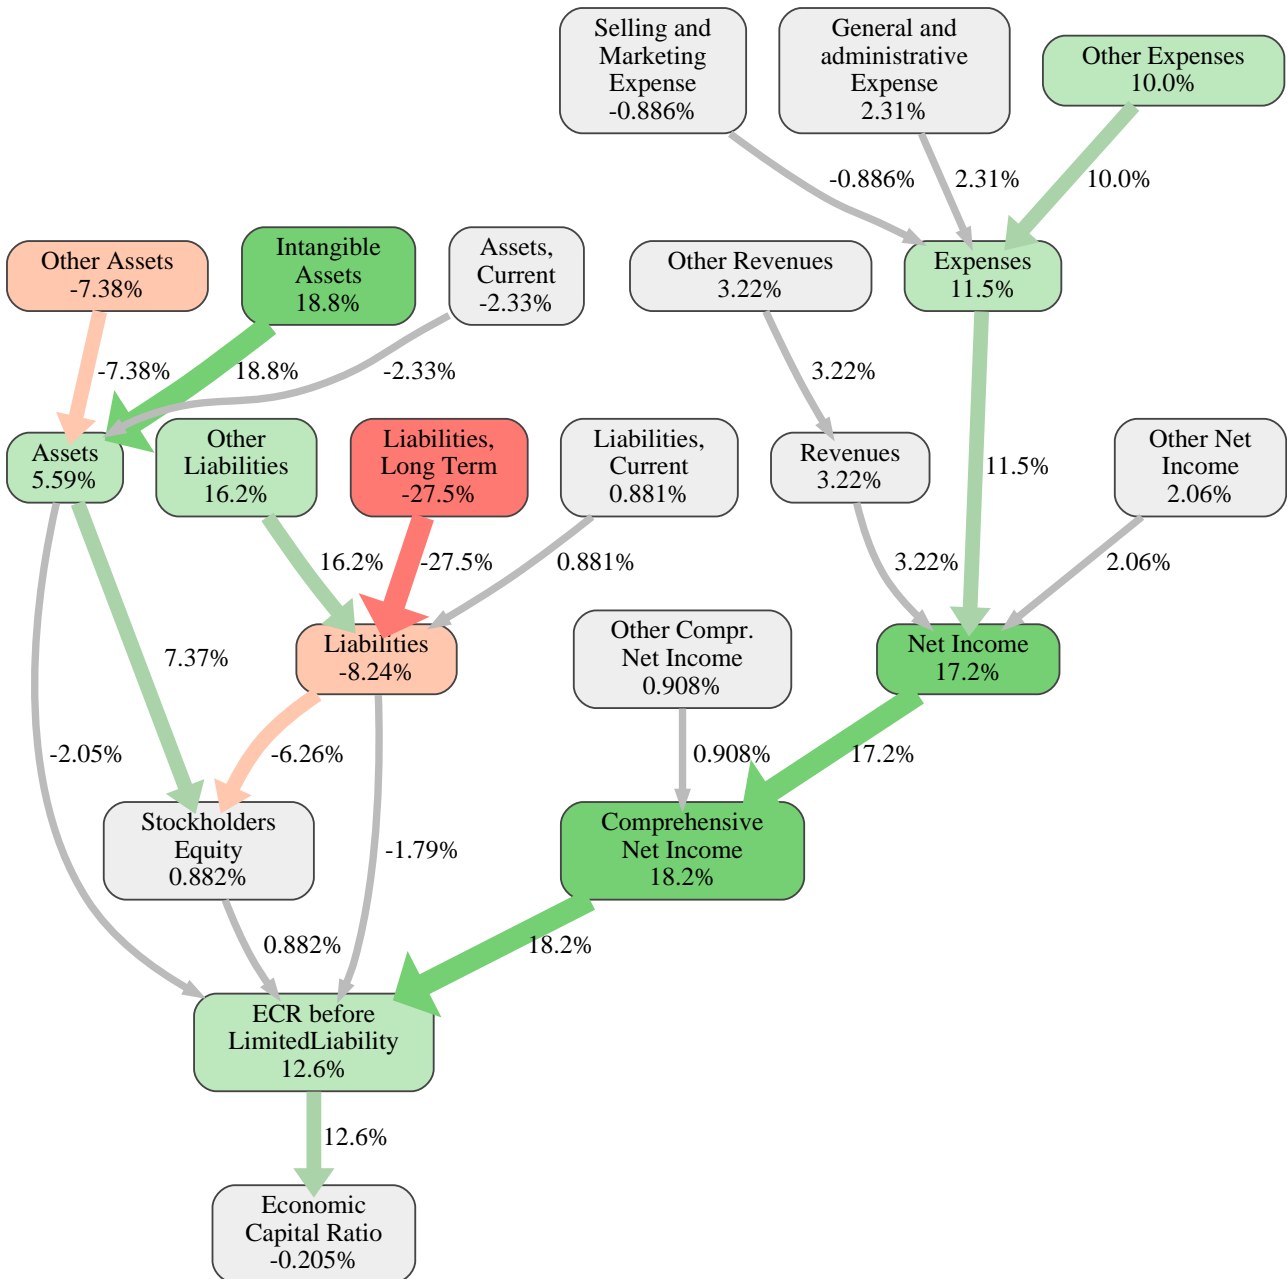 Selling and
Marketing
Expense
-0.886%
General and
administrative
Expense
2.31%
Other Expenses
10.0%
-0.886%
2.31%
10.0%
Other Assets
-7.38%
Intangible
Assets
18.8%
Assets,
Current
-2.33%
Other Revenues
3.22%
Expenses
11.5%
-7.38%
18.8%
-2.33%
3.22%
Assets
5.59%
Other
Liabilities
16.2%
Liabilities,
Long Term
-27.5%
Liabilities,
Current
0.881%
Revenues
3.22%
11.5%
Other Net
Income
2.06%
16.2%
-27.5%
0.881%
3.22%
2.06%
7.37%
Liabilities
-8.24%
Other Compr.
Net Income
0.908%
Net Income
17.2%
-2.05%
-6.26%
0.908%
17.2%
Stockholders
Equity
0.882%
-1.79%
Comprehensive
Net Income
18.2%
0.882%
18.2%
ECR before
LimitedLiability
12.6%
12.6%
Economic
Capital Ratio
-0.205%